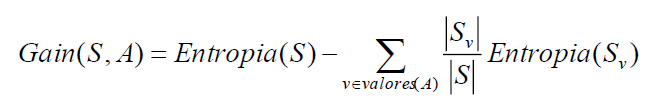 Gain(S, A) = Entropia(S) − ∑_{v∈valores(A)} |S_v| / |S| Entropia(S_v)